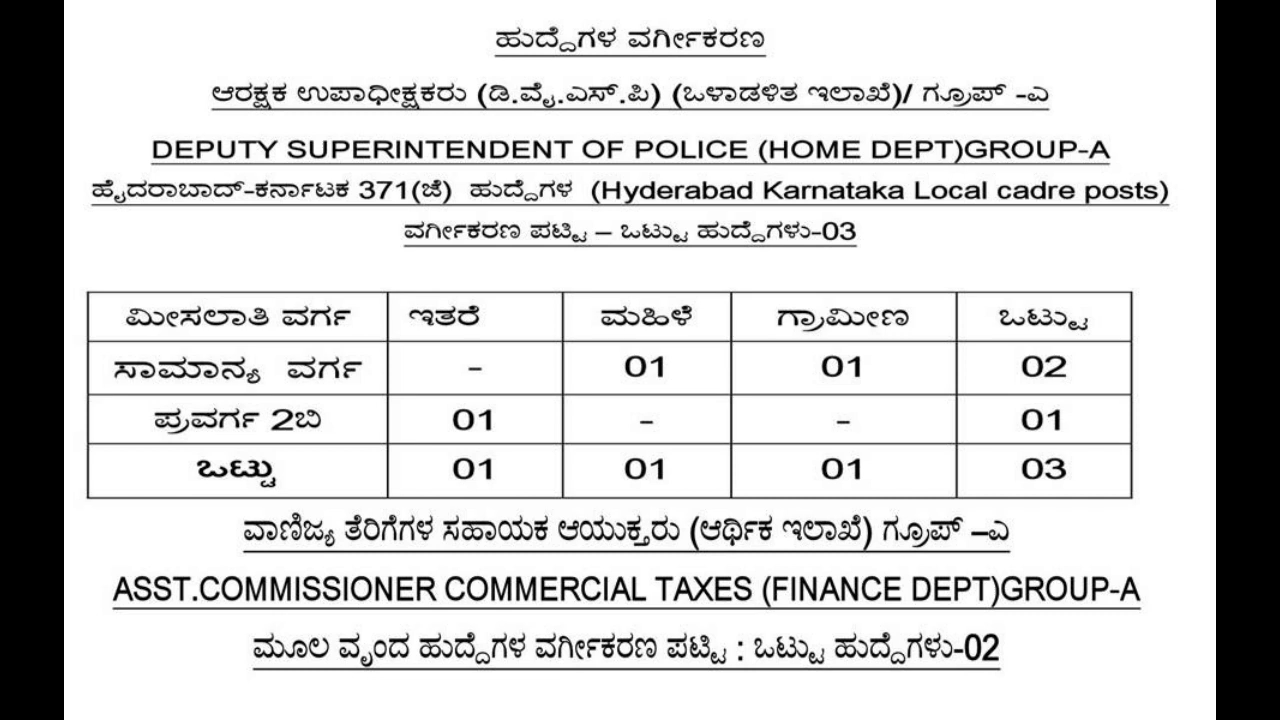 ಹುದ್ದೆಗಳ ವರ್ಗೀಕರಣ
ಆರಕ್ಷಕ ಉಪಾಧೀಕ್ಷಕರು (ಡಿ.ವೈ.ಎಸ್.ಪಿ) (ಒಳಾಡಳಿತ ಇಲಾಖೆ)/ ಗ್ರೂಪ್ -ಎ
DEPUTY SUPERINTENDENT OF POLICE (HOME DEPT)GROUP-A
ಹೈದರಾಬಾದ್-ಕರ್ನಾಟಕ 371(ಜೆ) ಹುದ್ದೆಗಳ (Hyderabad Karnataka Local cadre posts)
ವರ್ಗೀಕರಣ ಪಟ್ಟಿ – ಒಟ್ಟು ಹುದ್ದೆಗಳು-03
ಮೀಸಲಾತಿ ವರ್ಗ ಇತರೆ ಮಹಿಳೆ ಗ್ರಾಮೀಣ ಒಟ್ಟು
ಸಾಮಾನ್ಯ ವರ್ಗ - 01 01 02
ಪ್ರವರ್ಗ 2ಬಿ 01 - - 01
ಒಟ್ಟು 01 01 01 03
ವಾಣಿಜ್ಯ ತೆರಿಗೆಗಳ ಸಹಾಯಕ ಆಯುಕ್ತರು (ಆರ್ಥಿಕ ಇಲಾಖೆ) ಗ್ರೂಪ್ –ಎ
ASST.COMMISSIONER COMMERCIAL TAXES (FINANCE DEPT)GROUP-A
ಮೂಲ ವೃಂದ ಹುದ್ದೆಗಳ ವರ್ಗೀಕರಣ ಪಟ್ಟಿ : ಒಟ್ಟು ಹುದ್ದೆಗಳು-02